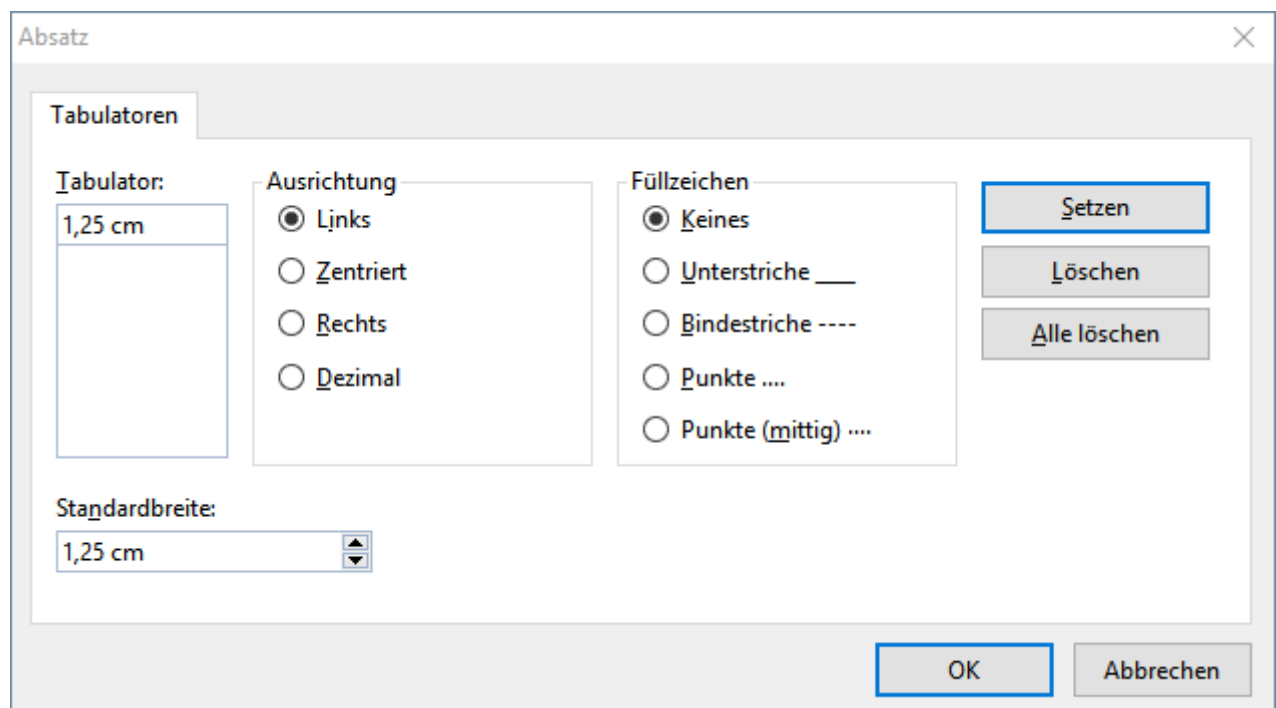 Absatz
Tabulatoren
Tabulator:
1,25 cm
Ausrichtung
Links
Zentriert
Rechts
Dezimal
Füllzeichen
Keines
Unterstriche ___
Bindestriche ----
Punkte ....
Punkte (mittig) ····
Setzen
Löschen
Alle löschen
Standardbreite:
1,25 cm
OK
Abbrechen